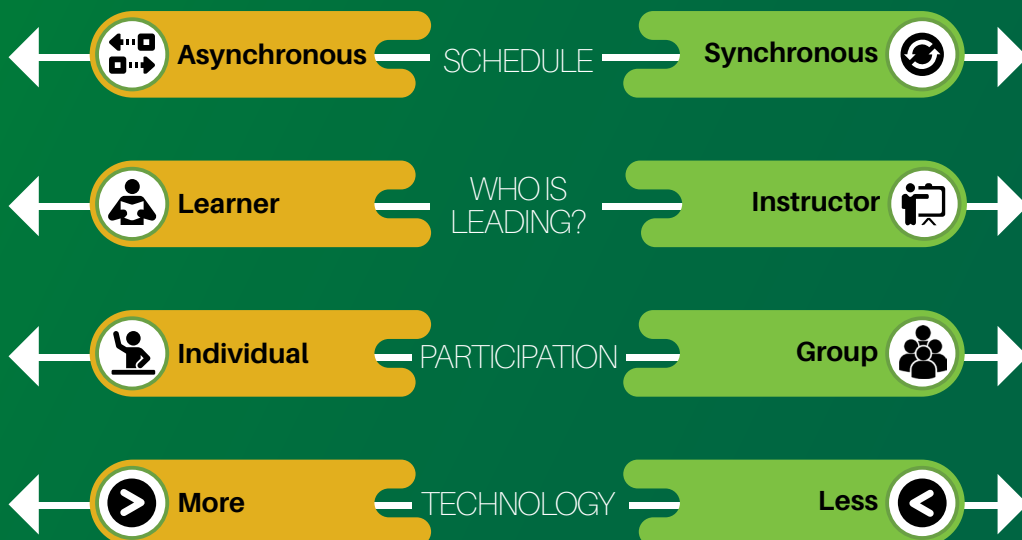 Asynchronous SCHEDULE Synchronous
Learner WHO IS LEADING? Instructor
Individual PARTICIPATION Group
More TECHNOLOGY Less